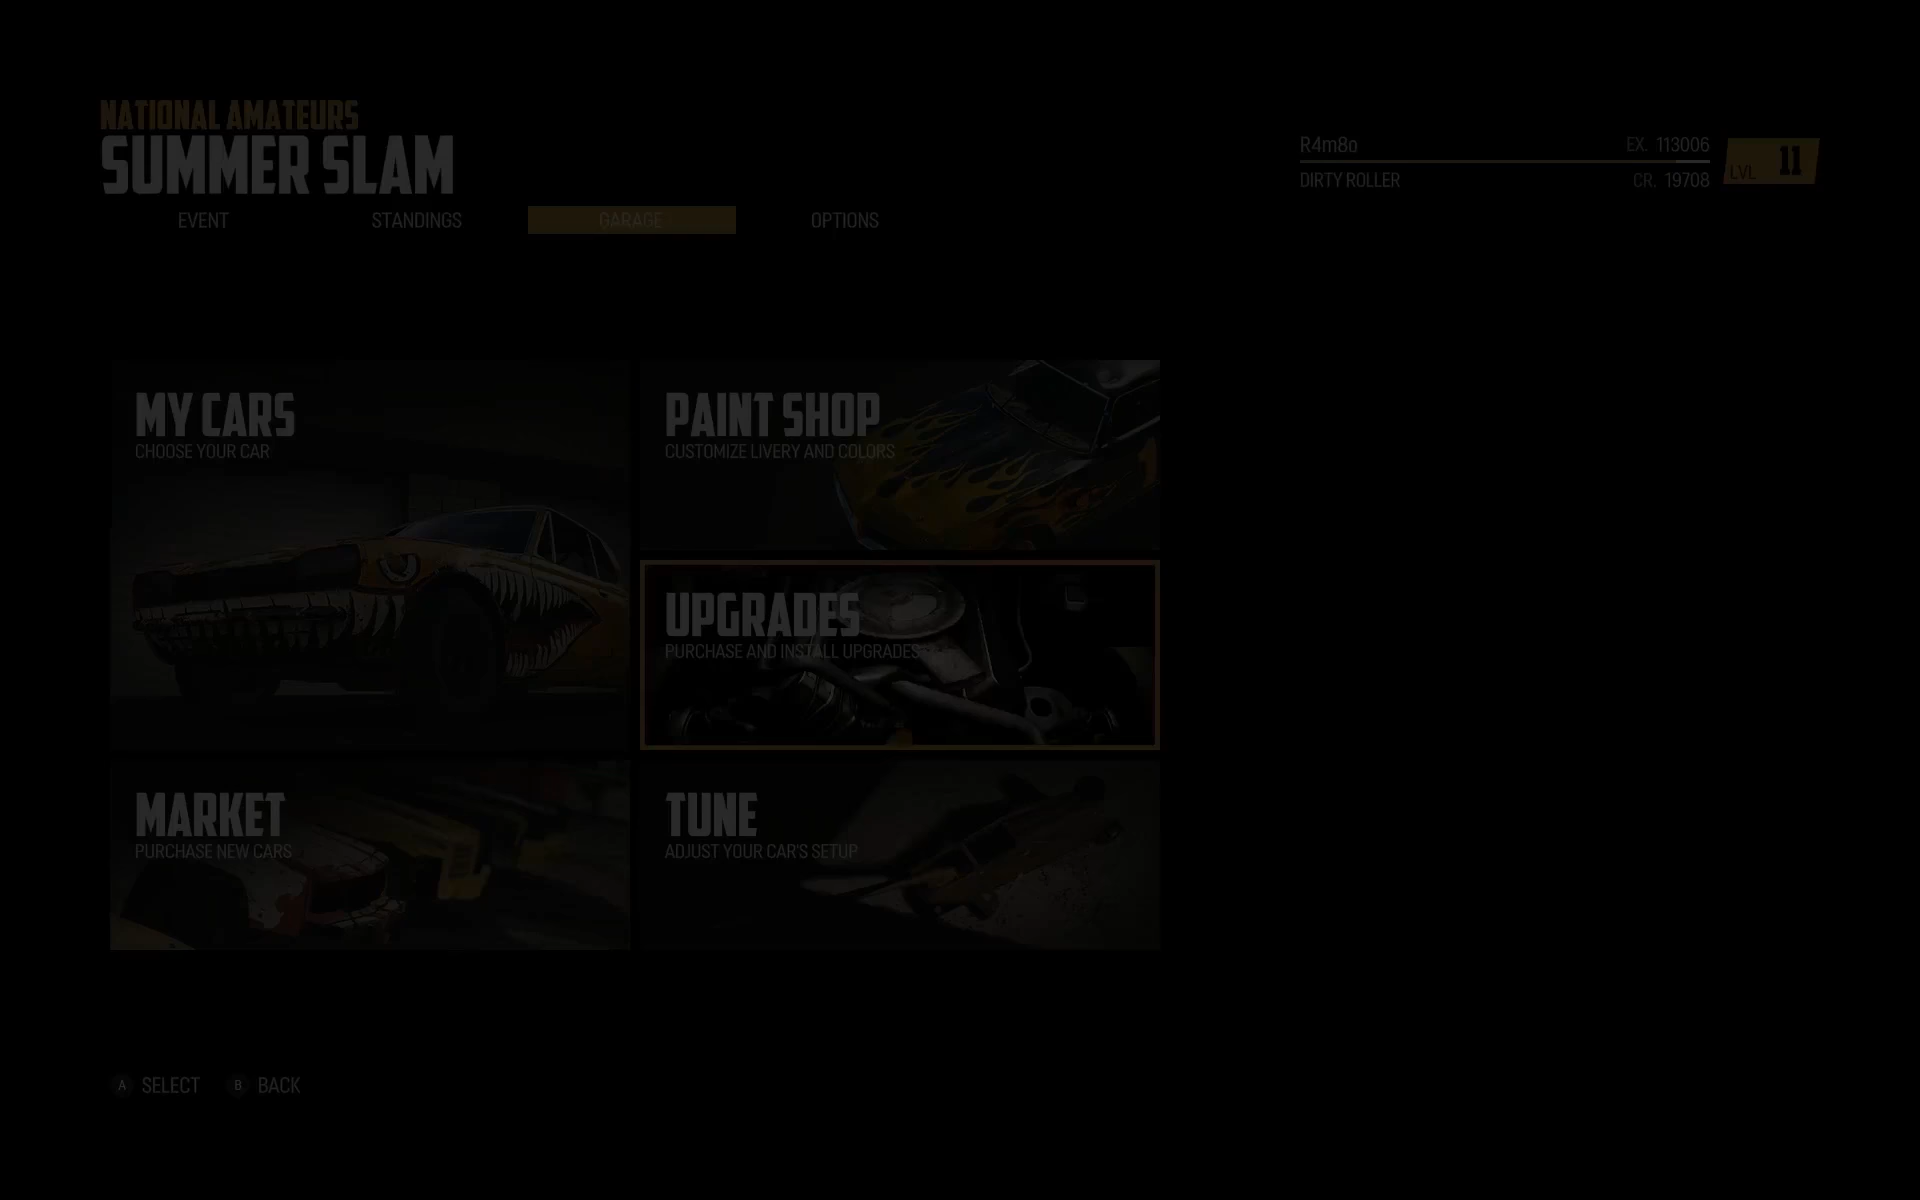 NATIONAL AMATEURS
SUMMER SLAM
R4m8o EX. 113006
DIRTY ROLLER CR. 19708
LVL 11
EVENT STANDINGS GARAGE OPTIONS
MY CARS
CHOOSE YOUR CAR
PAINT SHOP
CUSTOMIZE LIVERY AND COLORS
UPGRADES
PURCHASE AND INSTALL UPGRADES
MARKET
PURCHASE NEW CARS
TUNE
ADJUST YOUR CAR'S SETUP
A SELECT B BACK